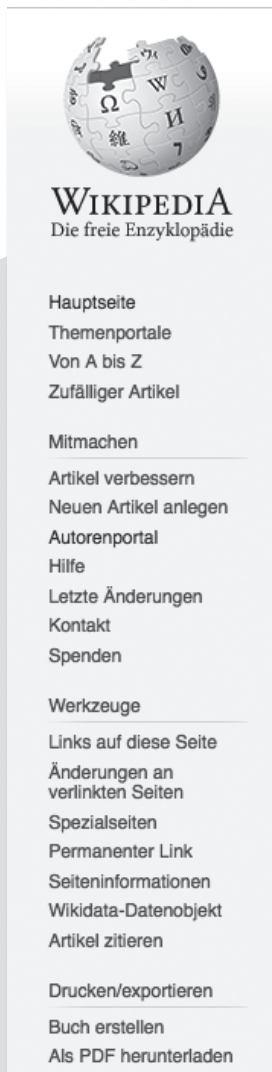 Ω W И 維 7
WIKIPEDIA
Die freie Enzyklopädie
Hauptseite
Themenportale
Von A bis Z
Zufälliger Artikel
Mitmachen
Artikel verbessern
Neuen Artikel anlegen
Autorenportal
Hilfe
Letzte Änderungen
Kontakt
Spenden
Werkzeuge
Links auf diese Seite
Änderungen an
verlinkten Seiten
Spezialseiten
Permanenter Link
Seiteninformationen
Wikidata-Datenobjekt
Artikel zitieren
Drucken/exportieren
Buch erstellen
Als PDF herunterladen